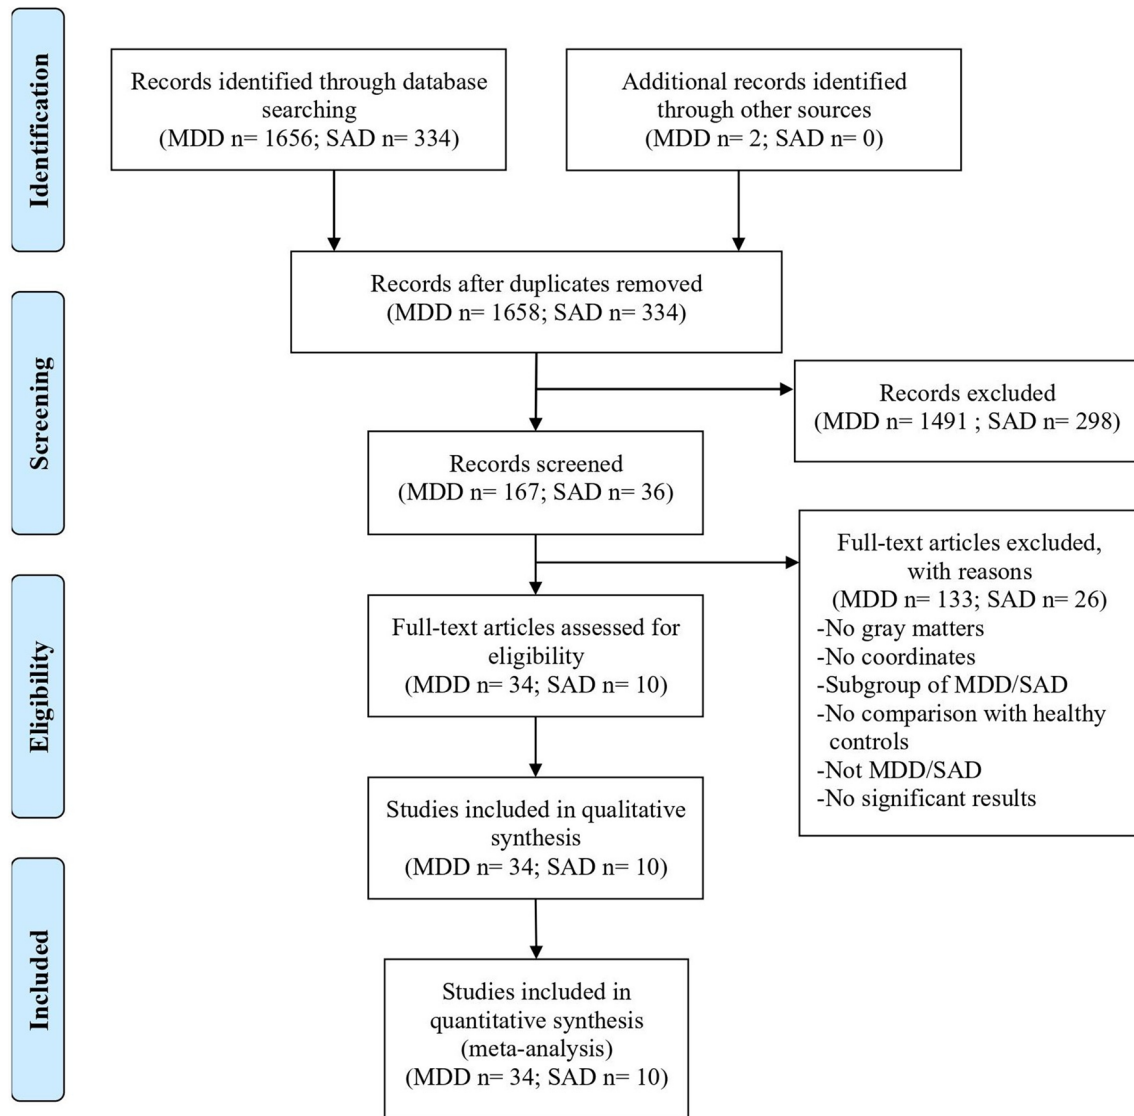 Identification
Records identified through database
searching
(MDD n= 1656; SAD n= 334)
Additional records identified
through other sources
(MDD n= 2; SAD n= 0)
Records after duplicates removed
(MDD n= 1658; SAD n= 334)
Screening
Records excluded
(MDD n= 1491 ; SAD n= 298)
Records screened
(MDD n= 167; SAD n= 36)
Full-text articles excluded,
with reasons
(MDD n= 133; SAD n= 26)
-No gray matters
-No coordinates
-Subgroup of MDD/SAD
-No comparison with healthy
controls
-Not MDD/SAD
-No significant results
Eligibility
Full-text articles assessed for
eligibility
(MDD n= 34; SAD n= 10)
Studies included in qualitative
synthesis
(MDD n= 34; SAD n= 10)
Included
Studies included in
quantitative synthesis
(meta-analysis)
(MDD n= 34; SAD n= 10)